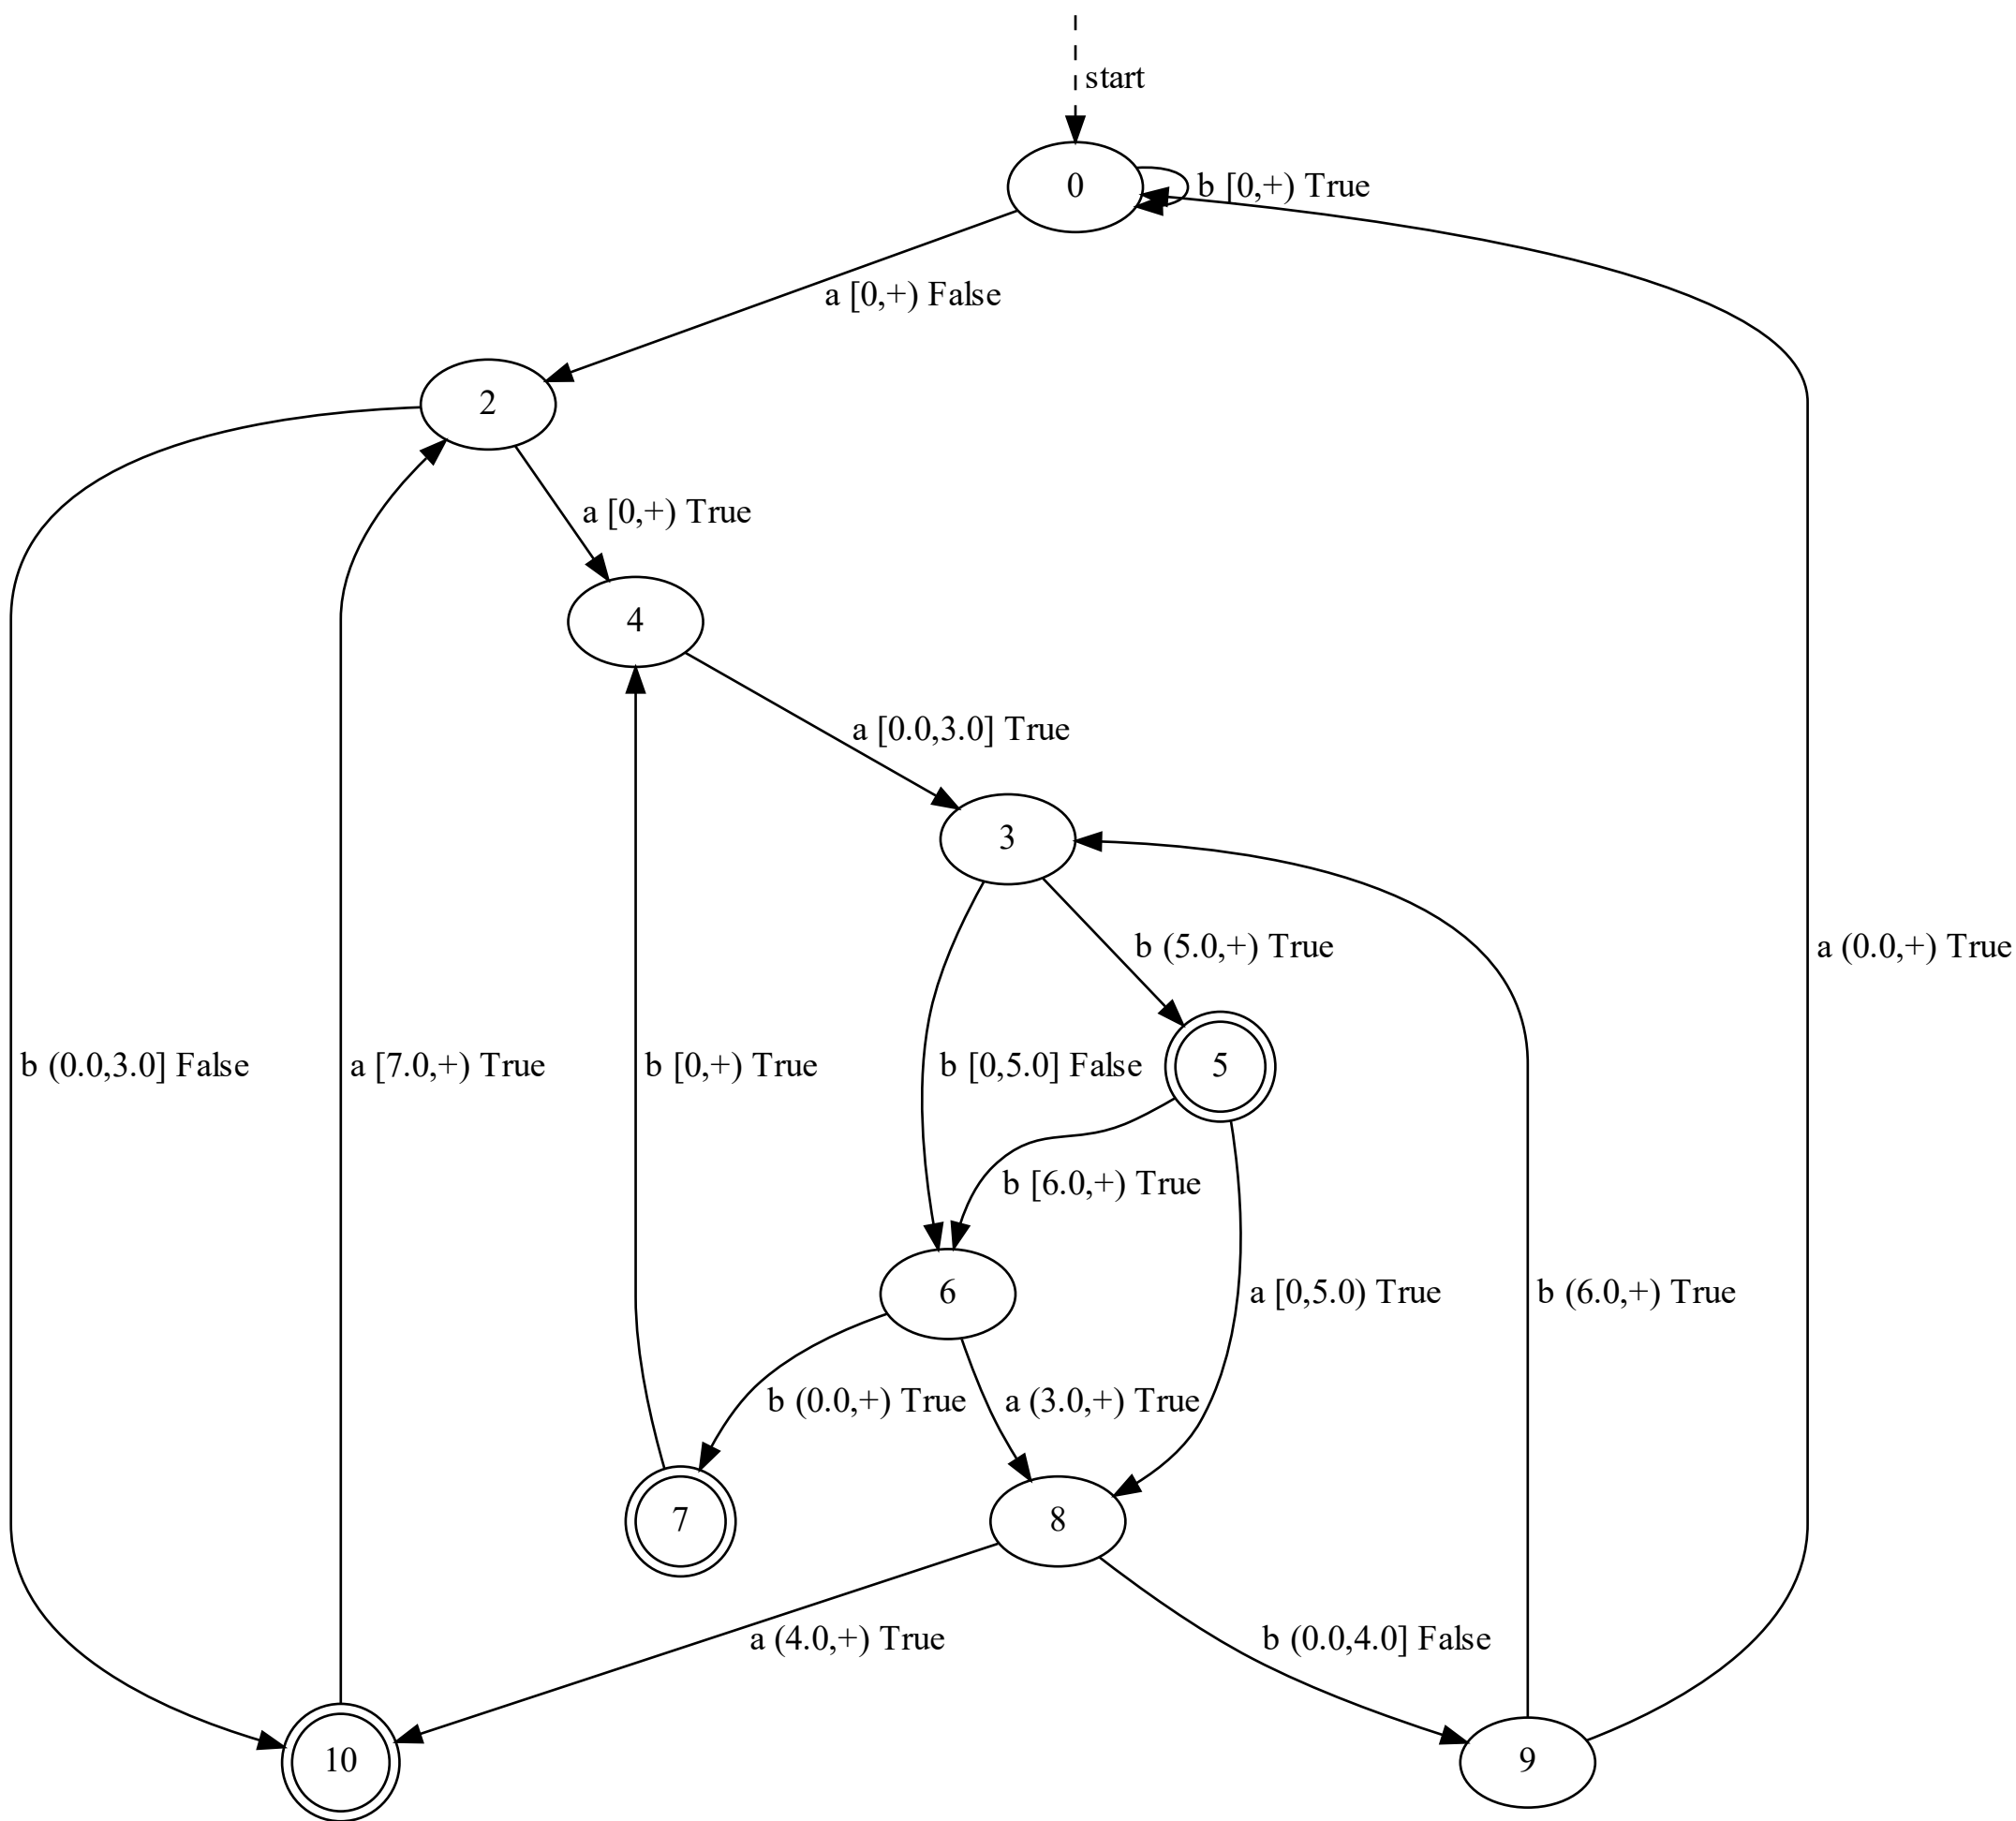 start
0
b [0,+) True
a [0,+) False
2
a [0,+) True
4
a [0.0,3.0] True
3
b (5.0,+) True
a (0.0,+) True
b (0.0,3.0] False
a [7.0,+) True
b [0,+) True
b [0,5.0] False
5
b [6.0,+) True
6
a [0,5.0) True
b (6.0,+) True
b (0.0,+) True
a (3.0,+) True
7
8
a (4.0,+) True
b (0.0,4.0] False
10
9